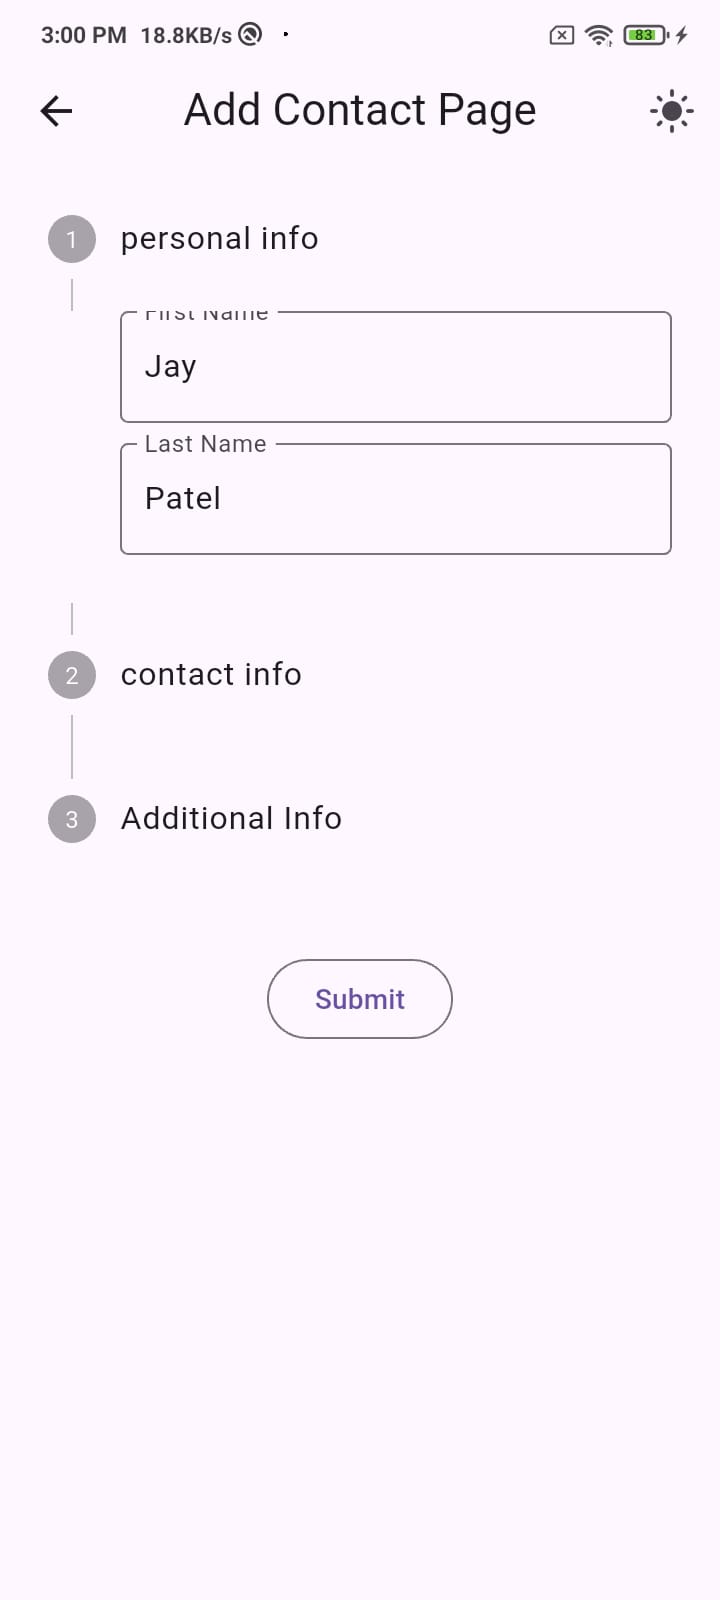 3:00 PM 18.8KB/s 83
Add Contact Page
1 personal info
First Name
Jay
Last Name
Patel
2 contact info
3 Additional Info
Submit